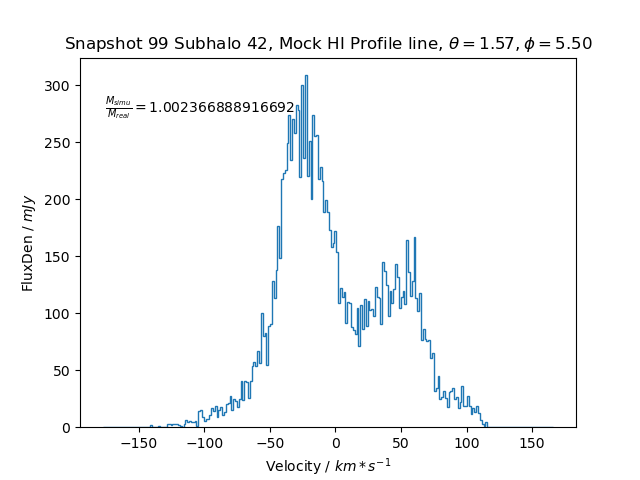 Snapshot 99 Subhalo 42, Mock HI Profile line, θ = 1.57, ϕ = 5.50
300
M_simu/M_real = 1.002366888916692
250
200
FluxDen / mJy
150
100
50
0
−150 −100 −50 0 50 100 150
Velocity / km * s⁻¹